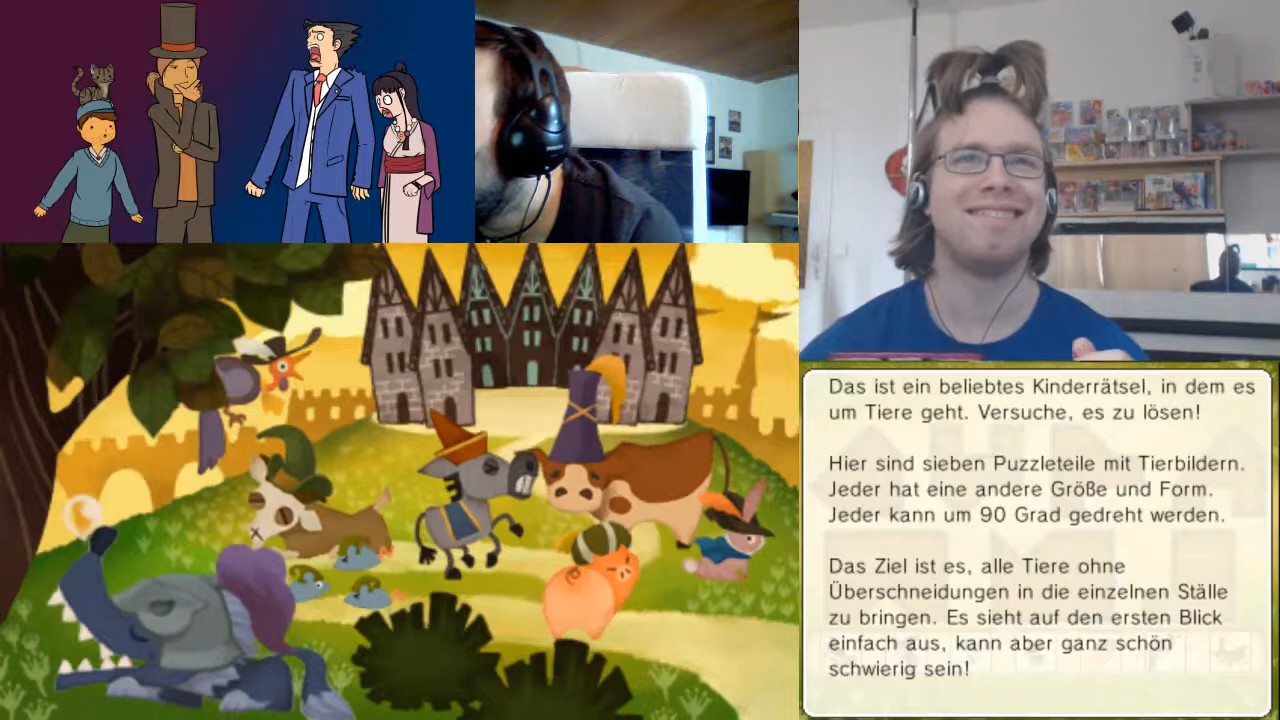 Das ist ein beliebtes Kinderrätsel, in dem es
um Tiere geht. Versuche, es zu lösen!
Hier sind sieben Puzzleteile mit Tierbildern.
Jeder hat eine andere Größe und Form.
Jeder kann um 90 Grad gedreht werden.
Das Ziel ist es, alle Tiere ohne
Überschneidungen in die einzelnen Ställe
zu bringen. Es sieht auf den ersten Blick
einfach aus, kann aber ganz schön
schwierig sein!